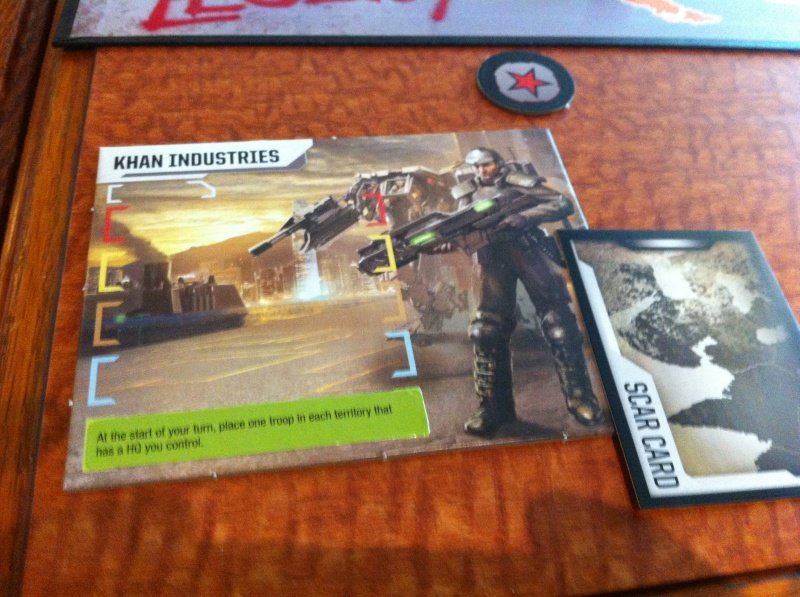 LEGACY
KHAN INDUSTRIES
At the start of your turn, place one troop in each territory that
has a HQ you control.
SCAR CARD